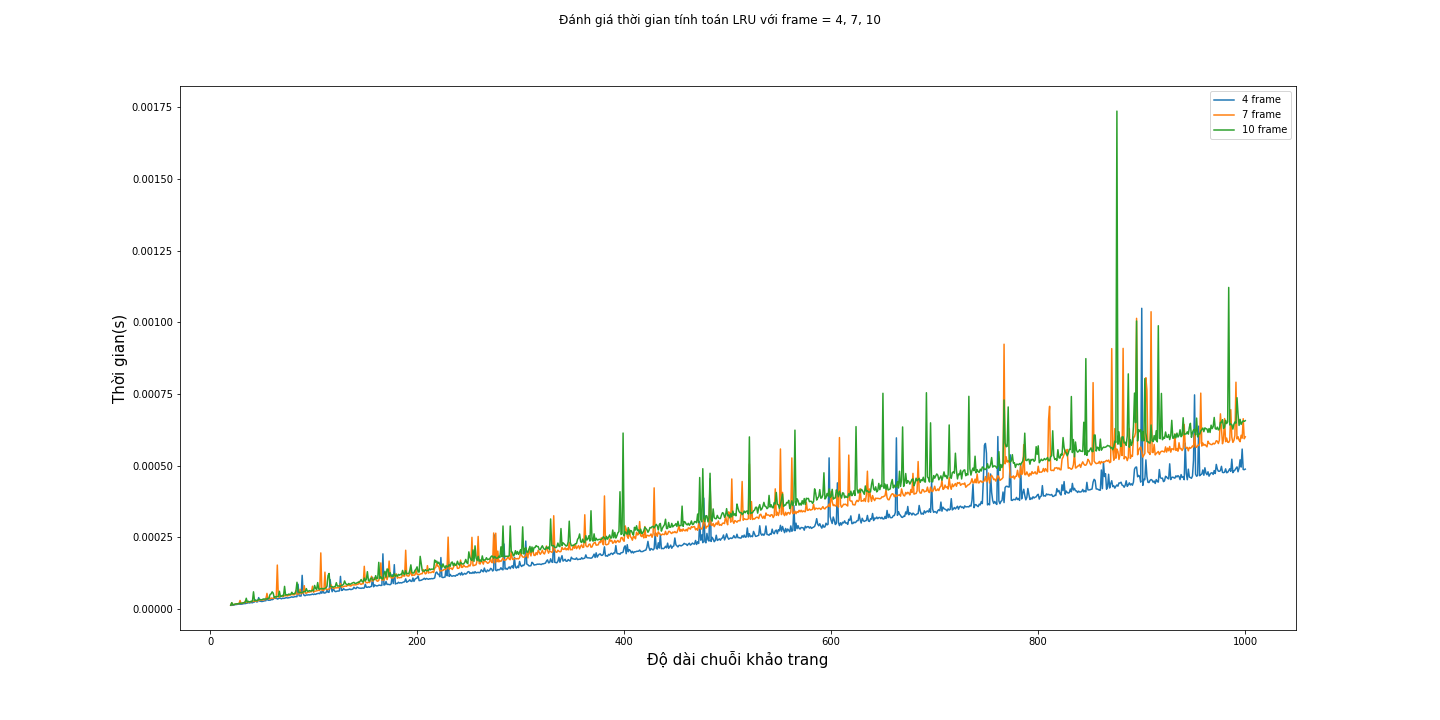 Đánh giá thời gian tính toán LRU với frame = 4, 7, 10
4 frame
7 frame
10 frame
0.00175
0.00150
0.00125
0.00100
0.00075
0.00050
0.00025
0.00000
Thời gian(s)
0 200 400 600 800 1000
Độ dài chuỗi khảo trang